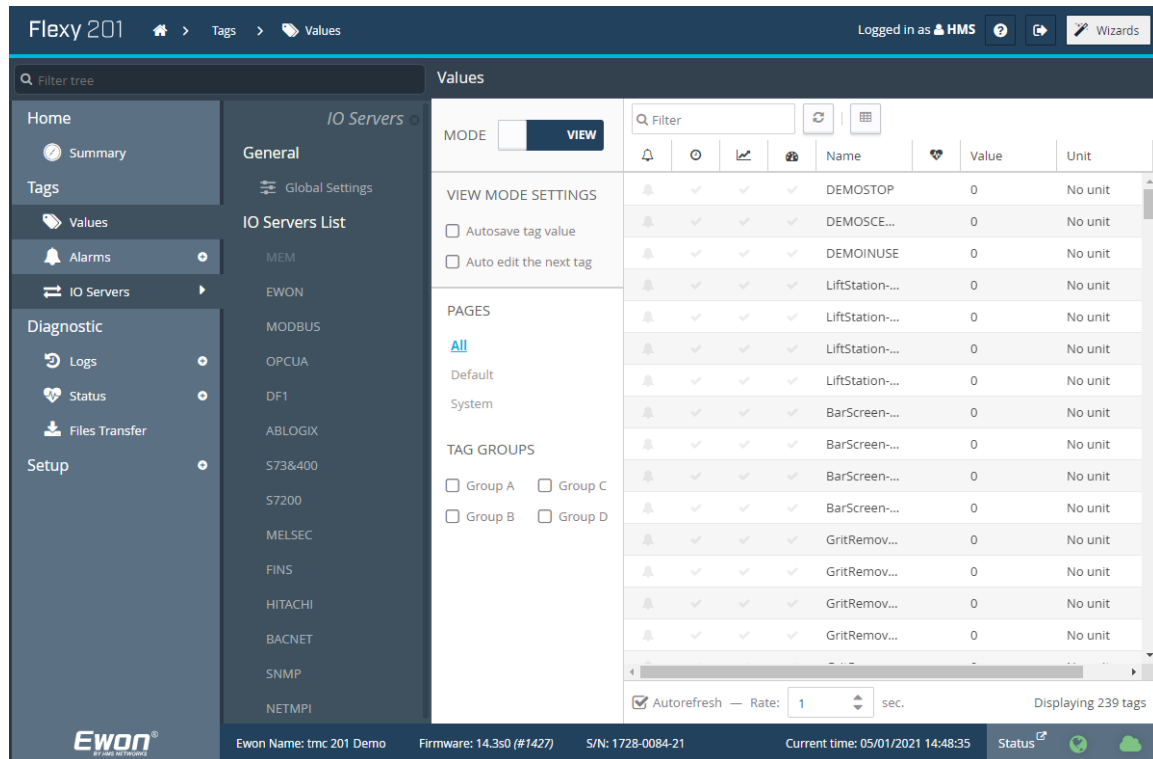 Flexy 201 > Tags > Values Logged in as HMS Wizards
Filter tree
Values
Home
Summary
Tags
Values
Alarms
IO Servers
Diagnostic
Logs
Status
Files Transfer
Setup
IO Servers
General
Global Settings
IO Servers List
MEM
EWON
MODBUS
OPCUA
DF1
ABLOGIX
S73&400
S7200
MELSEC
FINS
HITACHI
BACNET
SNMP
NETMPI
MODE VIEW
VIEW MODE SETTINGS
Autosave tag value
Auto edit the next tag
PAGES
All
Default
System
TAG GROUPS
Group A Group C
Group B Group D
Filter
Name Value Unit
DEMOSTOP 0 No unit
DEMOSCE... 0 No unit
DEMOINUSE 0 No unit
LiftStation-... 0 No unit
LiftStation-... 0 No unit
LiftStation-... 0 No unit
LiftStation-... 0 No unit
BarScreen-... 0 No unit
BarScreen-... 0 No unit
BarScreen-... 0 No unit
BarScreen-... 0 No unit
GritRemov... 0 No unit
GritRemov... 0 No unit
GritRemov... 0 No unit
GritRemov... 0 No unit
Autorefresh — Rate: 1 sec. Displaying 239 tags
Ewon®
BY HMS NETWORKS
Ewon Name: tmc 201 Demo Firmware: 14.3s0 (#1427) S/N: 1728-0084-21 Current time: 05/01/2021 14:48:35 Status